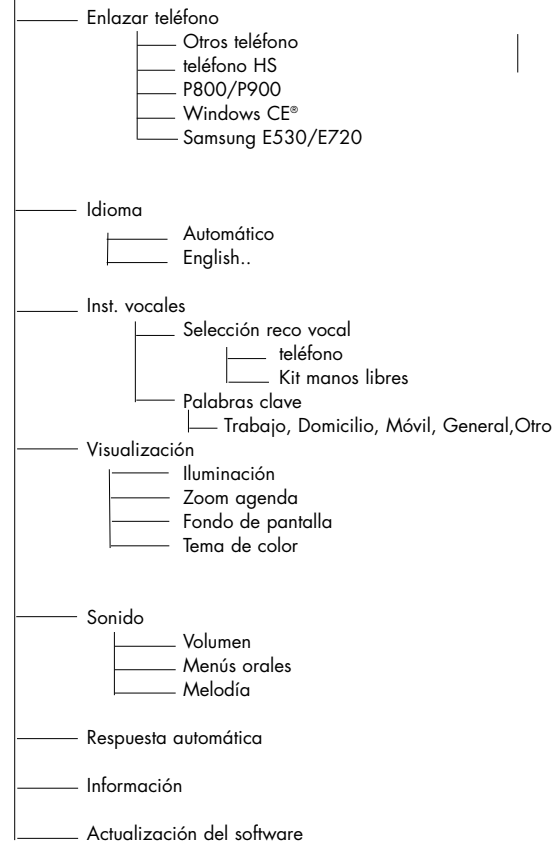 Enlazar teléfono
Otros teléfono
teléfono HS
P800/P900
Windows CE®
Samsung E530/E720
Idioma
Automático
English..
Inst. vocales
Selección reco vocal
teléfono
Kit manos libres
Palabras clave
Trabajo, Domicilio, Móvil, General,Otro
Visualización
Iluminación
Zoom agenda
Fondo de pantalla
Tema de color
Sonido
Volumen
Menús orales
Melodía
Respuesta automática
Información
Actualización del software